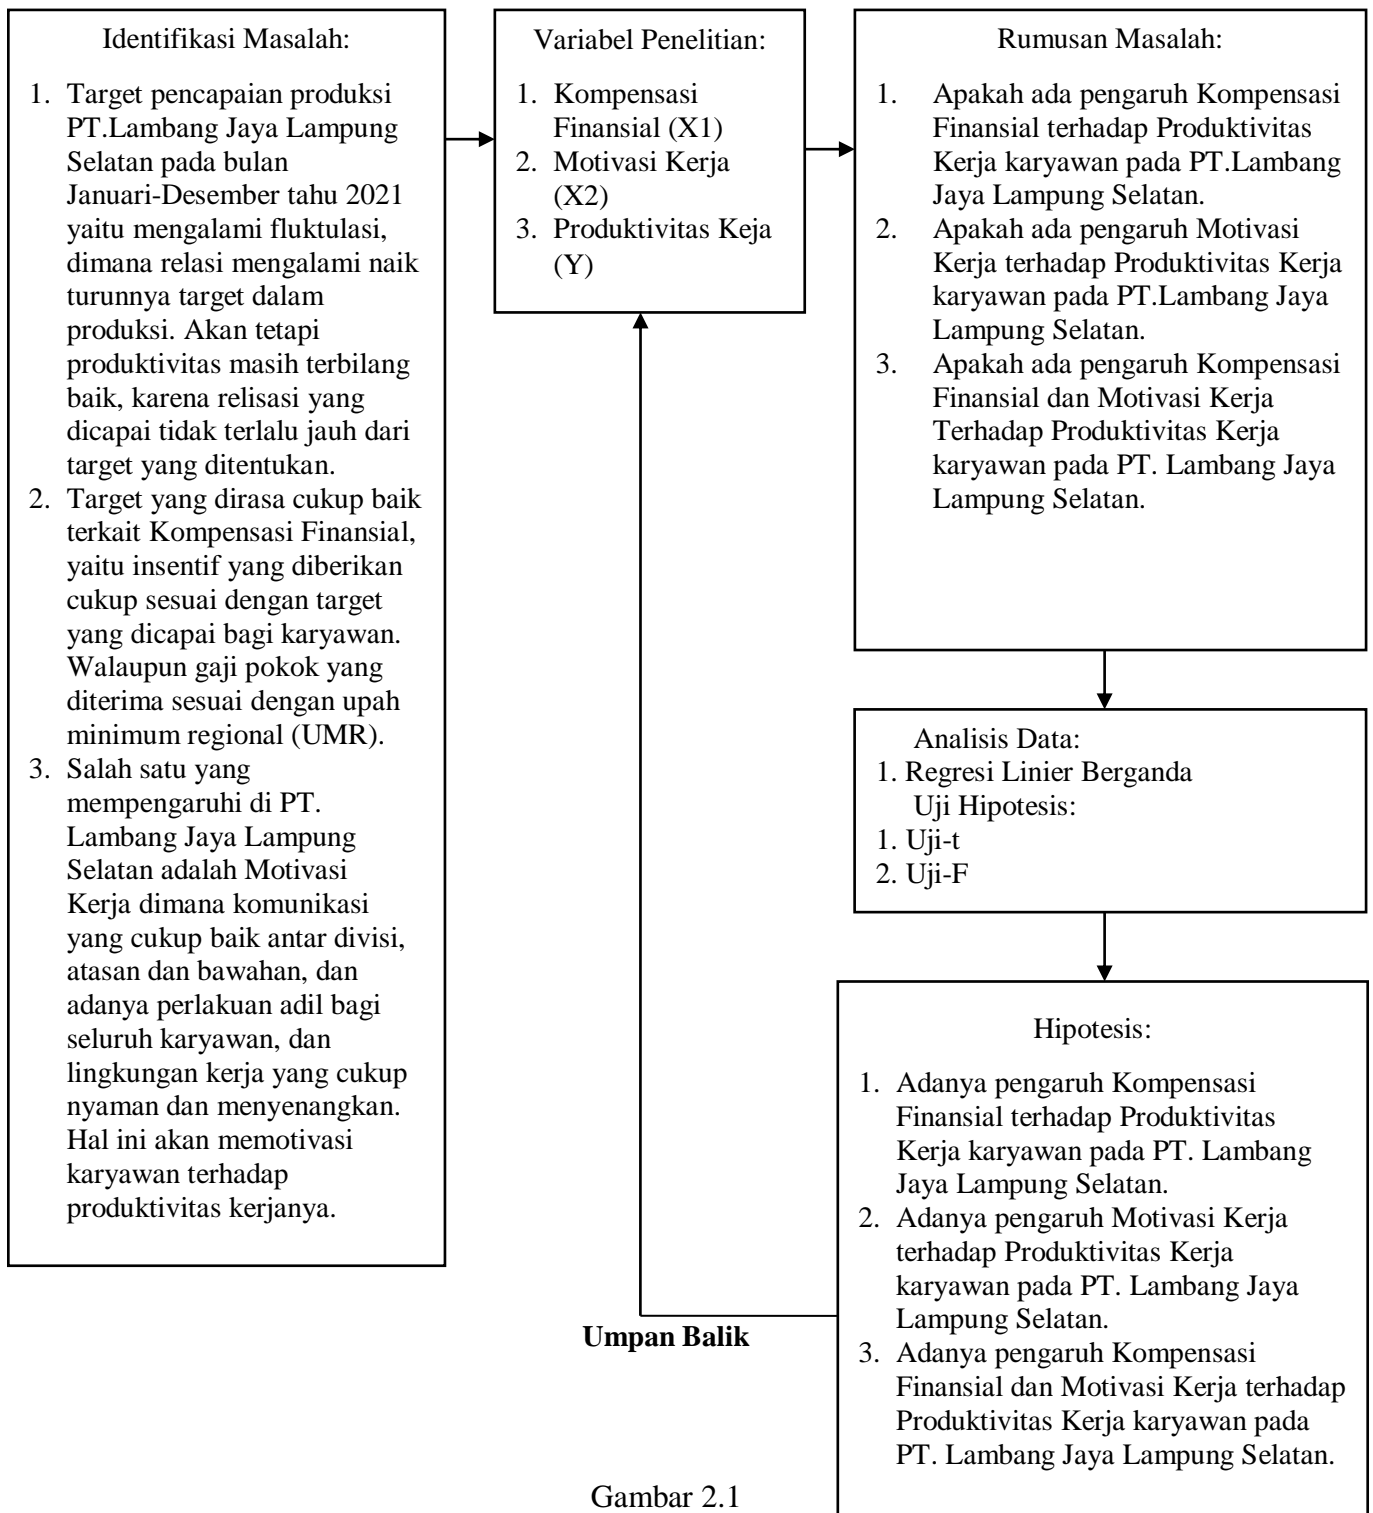 Identifikasi Masalah:
1. Target pencapaian produksi
PT.Lambang Jaya Lampung
Selatan pada bulan
Januari-Desember tahu 2021
yaitu mengalami fluktulasi,
dimana relasi mengalami naik
turunnya target dalam
produksi. Akan tetapi
produktivitas masih terbilang
baik, karena relisasi yang
dicapai tidak terlalu jauh dari
target yang ditentukan.
2. Target yang dirasa cukup baik
terkait Kompensasi Finansial,
yaitu insentif yang diberikan
cukup sesuai dengan target
yang dicapai bagi karyawan.
Walaupun gaji pokok yang
diterima sesuai dengan upah
minimum regional (UMR).
3. Salah satu yang
mempengaruhi di PT.
Lambang Jaya Lampung
Selatan adalah Motivasi
Kerja dimana komunikasi
yang cukup baik antar divisi,
atasan dan bawahan, dan
adanya perlakuan adil bagi
seluruh karyawan, dan
lingkungan kerja yang cukup
nyaman dan menyenangkan.
Hal ini akan memotivasi
karyawan terhadap
produktivitas kerjanya.
Variabel Penelitian:
1. Kompensasi
Finansial (X1)
2. Motivasi Kerja
(X2)
3. Produktivitas Keja
(Y)
Rumusan Masalah:
1. Apakah ada pengaruh Kompensasi
Finansial terhadap Produktivitas
Kerja karyawan pada PT.Lambang
Jaya Lampung Selatan.
2. Apakah ada pengaruh Motivasi
Kerja terhadap Produktivitas Kerja
karyawan pada PT.Lambang Jaya
Lampung Selatan.
3. Apakah ada pengaruh Kompensasi
Finansial dan Motivasi Kerja
Terhadap Produktivitas Kerja
karyawan pada PT. Lambang Jaya
Lampung Selatan.
Analisis Data:
1. Regresi Linier Berganda
Uji Hipotesis:
1. Uji-t
2. Uji-F
Hipotesis:
1. Adanya pengaruh Kompensasi
Finansial terhadap Produktivitas
Kerja karyawan pada PT. Lambang
Jaya Lampung Selatan.
2. Adanya pengaruh Motivasi Kerja
terhadap Produktivitas Kerja
karyawan pada PT. Lambang Jaya
Lampung Selatan.
3. Adanya pengaruh Kompensasi
Finansial dan Motivasi Kerja terhadap
Produktivitas Kerja karyawan pada
PT. Lambang Jaya Lampung Selatan.
Umpan Balik
Gambar 2.1